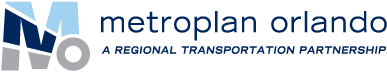 metroplan orlando
A REGIONAL TRANSPORTATION PARTNERSHIP